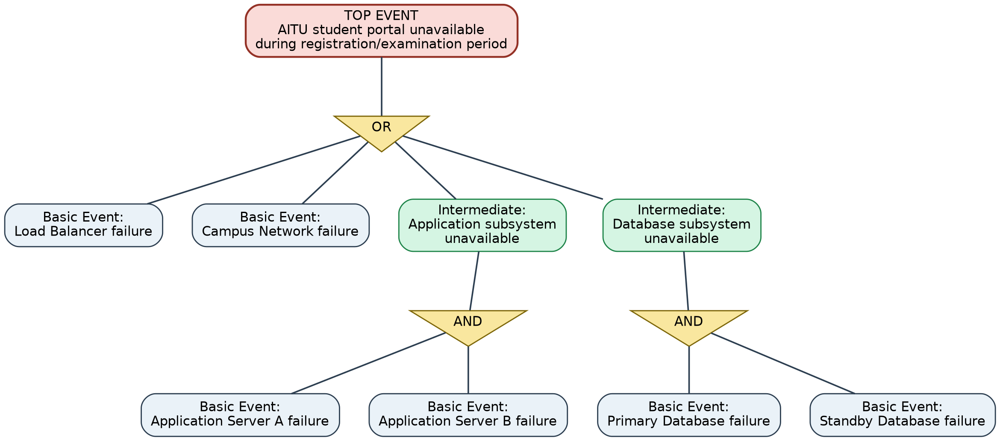 TOP EVENT
AITU student portal unavailable
during registration/examination period
OR
Basic Event:
Load Balancer failure
Basic Event:
Campus Network failure
Intermediate:
Application subsystem
unavailable
Intermediate:
Database subsystem
unavailable
AND
AND
Basic Event:
Application Server A failure
Basic Event:
Application Server B failure
Basic Event:
Primary Database failure
Basic Event:
Standby Database failure